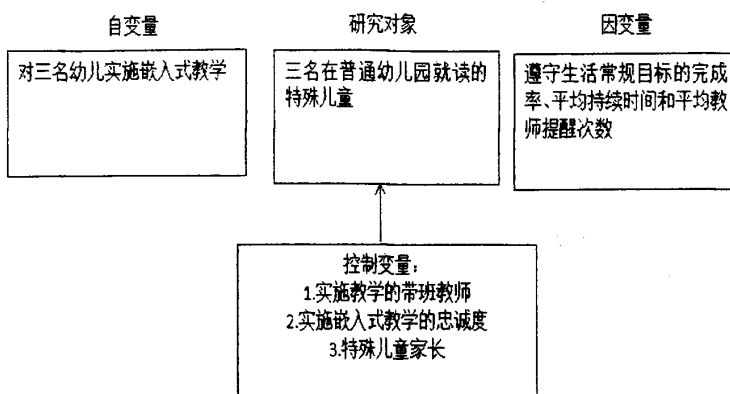 自变量
研究对象
因变量
对三名幼儿实施嵌入式教学
三名在普通幼儿园就读的
特殊儿童
遵守生活常规目标的完成
率、平均持续时间和平均教
师提醒次数
控制变量：
1.实施教学的带班教师
2.实施嵌入式教学的忠诚度
3.特殊儿童家长